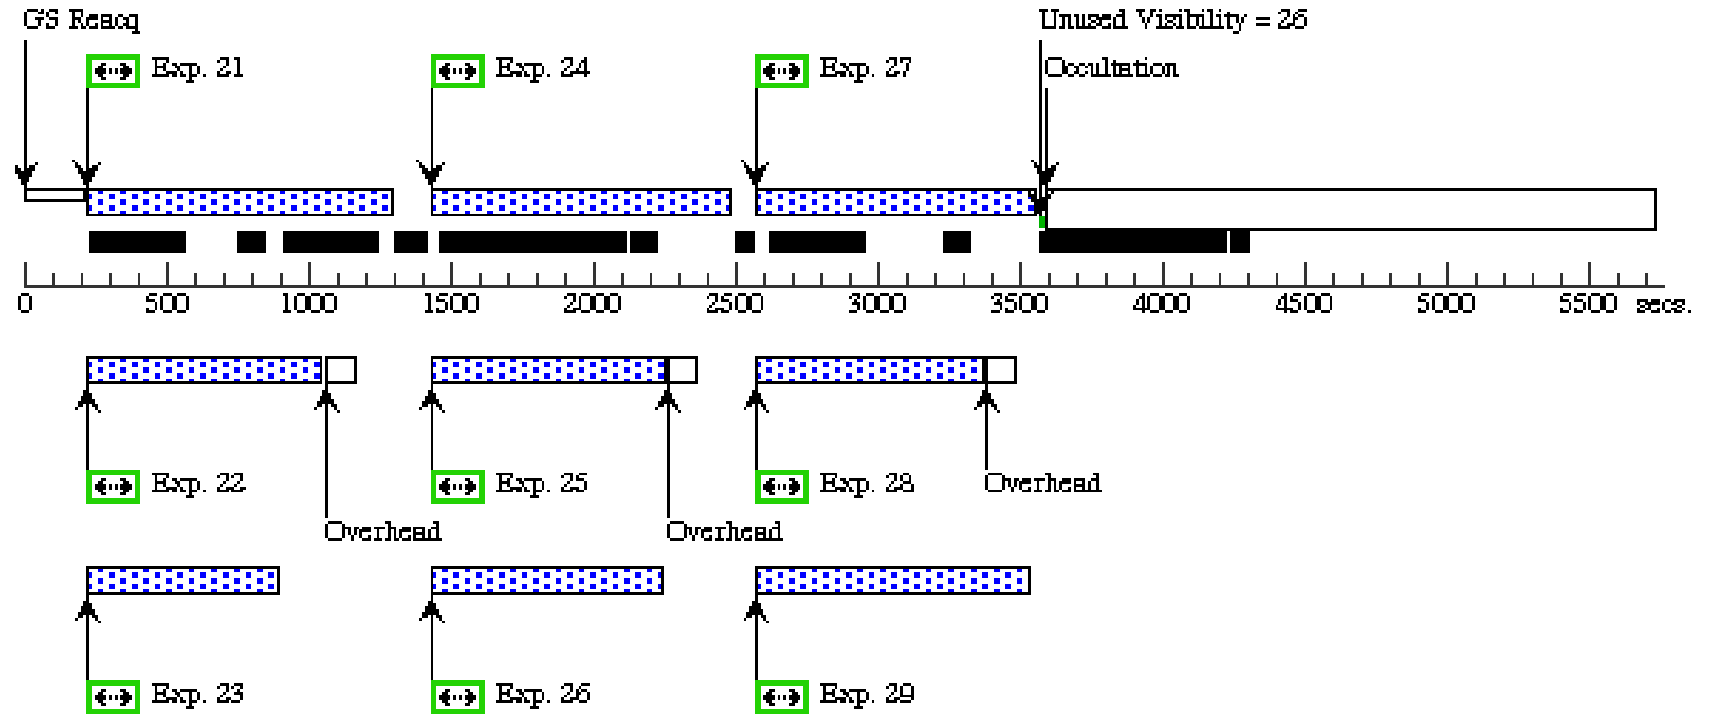 GS Reacq
Unused Visibility = 26
Exp. 21
Exp. 24
Exp. 27
Occultation
0 500 1000 1500 2000 2500 3000 3500 4000 4500 5000 5500 secs.
Exp. 22
Exp. 25
Exp. 28
Overhead
Overhead
Overhead
Exp. 23
Exp. 26
Exp. 29